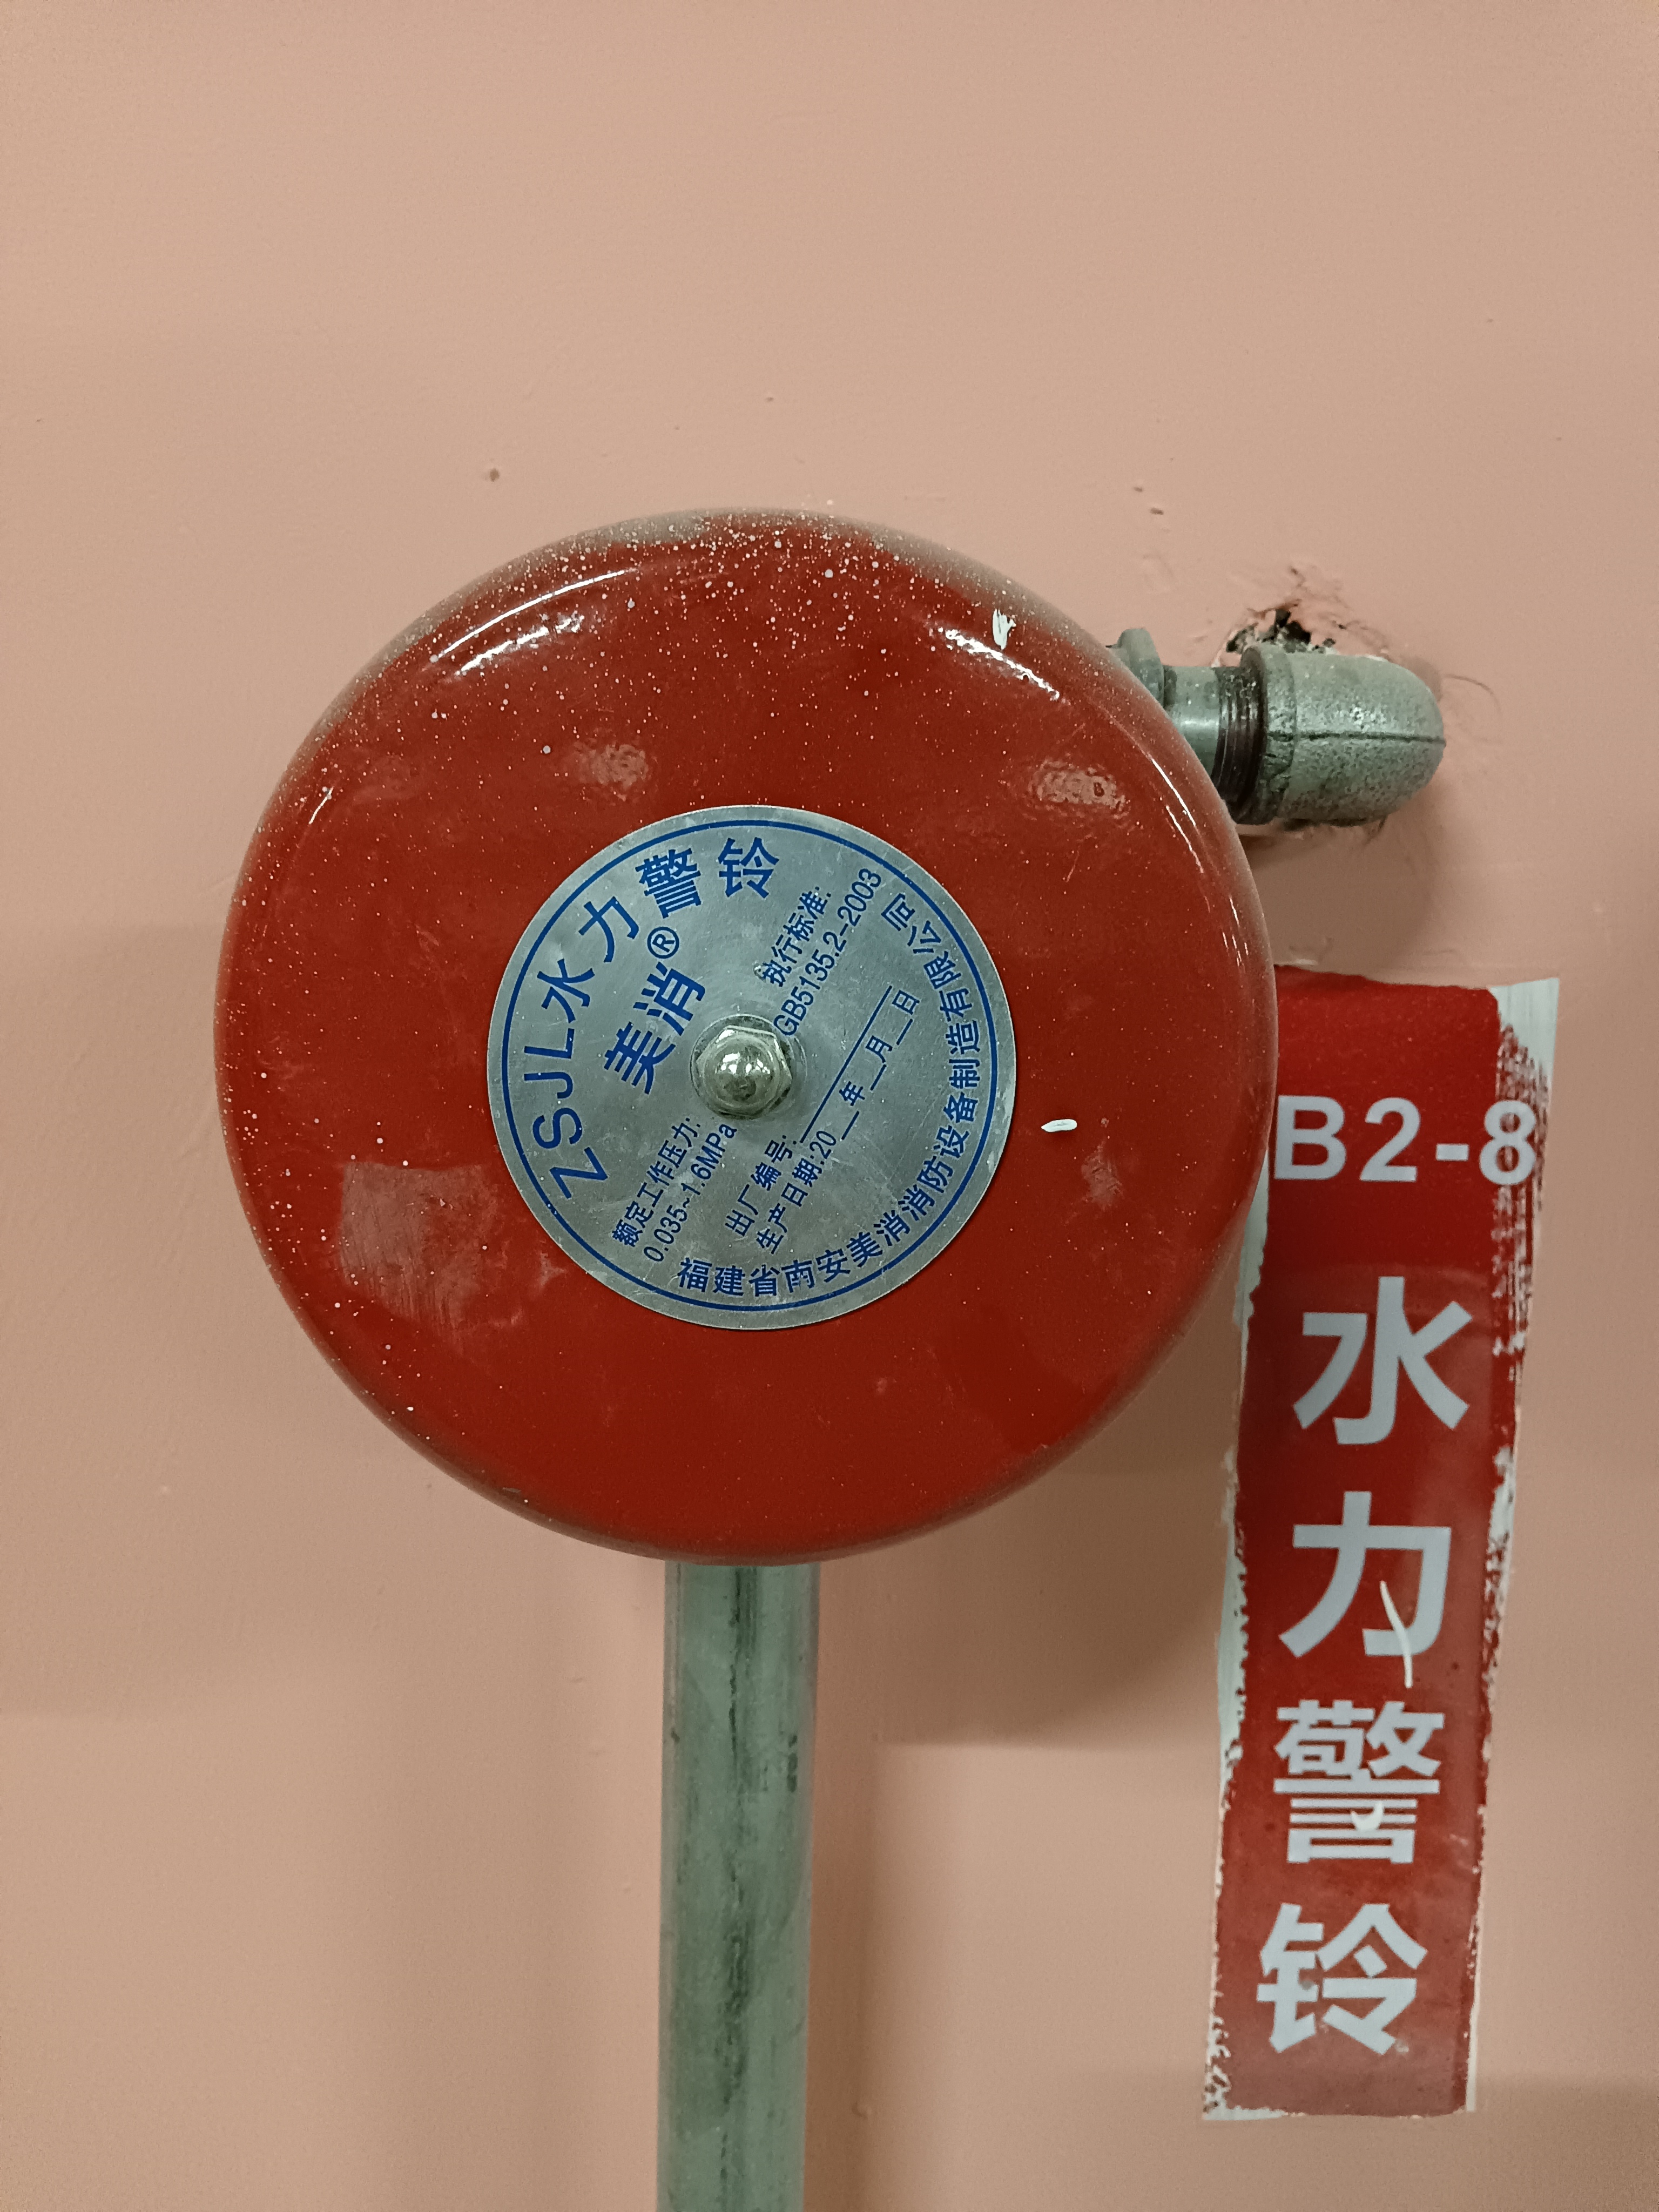 ZSJL水力警铃
美消®
额定工作压力:
0.035~1.6MPa
执行标准:
GB5135.2-2003
出厂编号:
生产日期:20__年__月__日
福建省南安美消消防设备制造有限公司
B2-8
水
力
警
铃